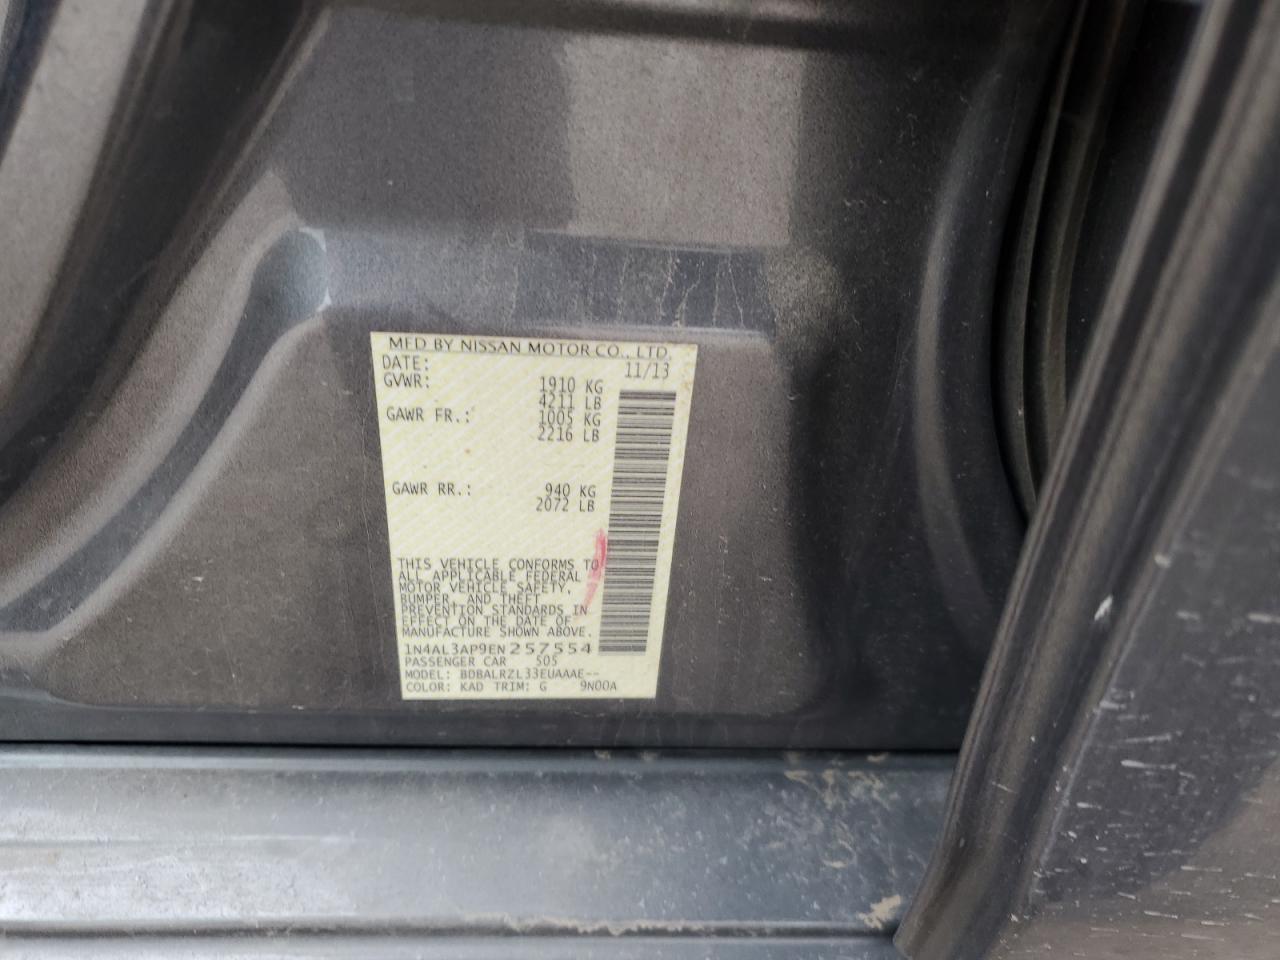 MFD BY NISSAN MOTOR CO., LTD.
DATE: 11/13
GVWR: 1910 KG
4211 LB
GAWR FR.: 1005 KG
2216 LB
GAWR RR.: 940 KG
2072 LB
THIS VEHICLE CONFORMS TO
ALL APPLICABLE FEDERAL
MOTOR VEHICLE SAFETY,
BUMPER, AND THEFT
PREVENTION STANDARDS IN
EFFECT ON THE DATE OF
MANUFACTURE SHOWN ABOVE.
1N4AL3AP9EN257554
PASSENGER CAR 505
MODEL: BDBALRZL33EUAAAE--
COLOR: KAD TRIM: G 9N00A